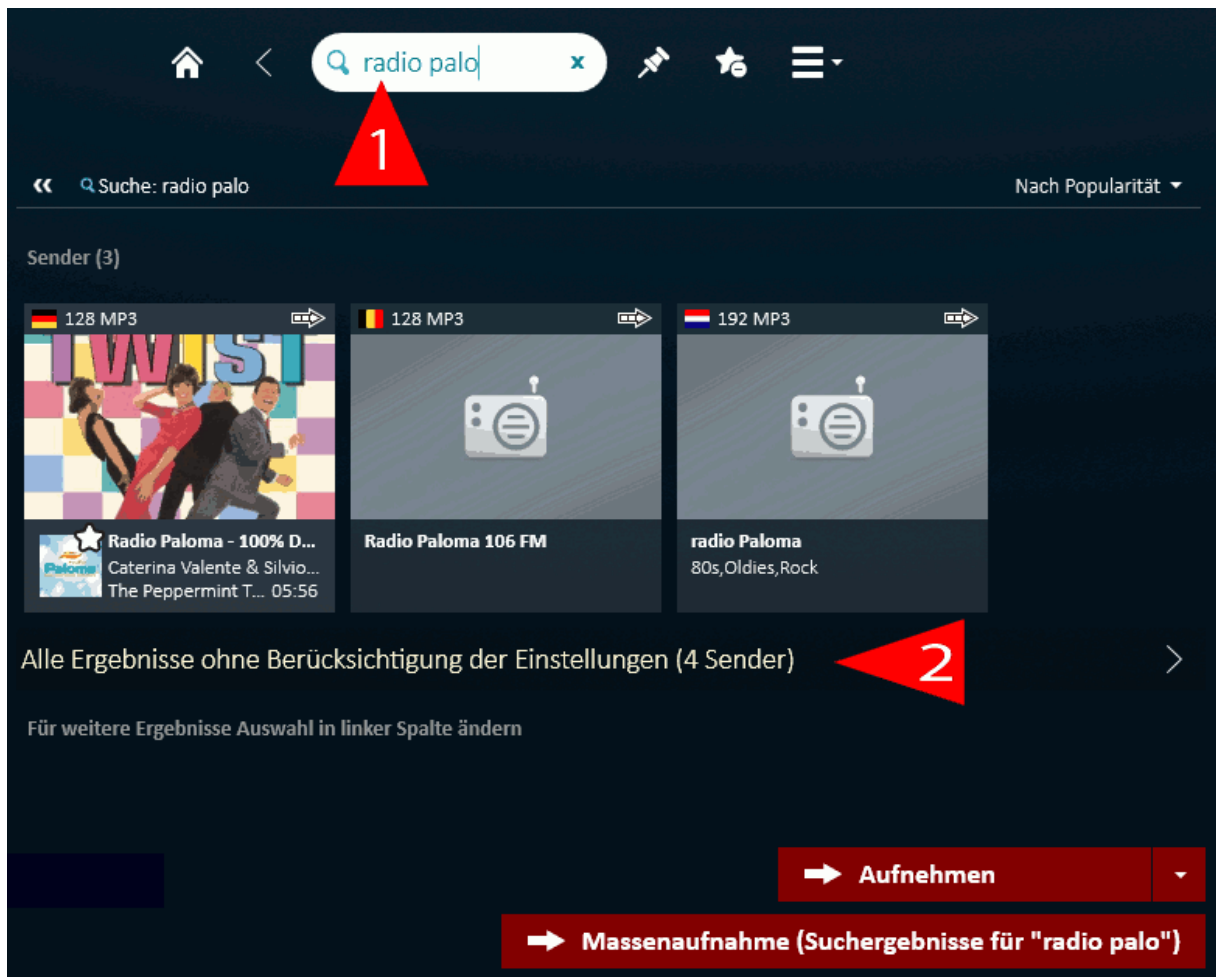 radio palo x
1
Suche: radio palo
Nach Popularität
Sender (3)
128 MP3
128 MP3
192 MP3
TWIST
Paloma
Radio Paloma - 100% D...
Caterina Valente & Silvio...
The Peppermint T... 05:56
Radio Paloma 106 FM
radio Paloma
80s,Oldies,Rock
Alle Ergebnisse ohne Berücksichtigung der Einstellungen (4 Sender)
2
Für weitere Ergebnisse Auswahl in linker Spalte ändern
Aufnehmen
Massenaufnahme (Suchergebnisse für "radio palo")